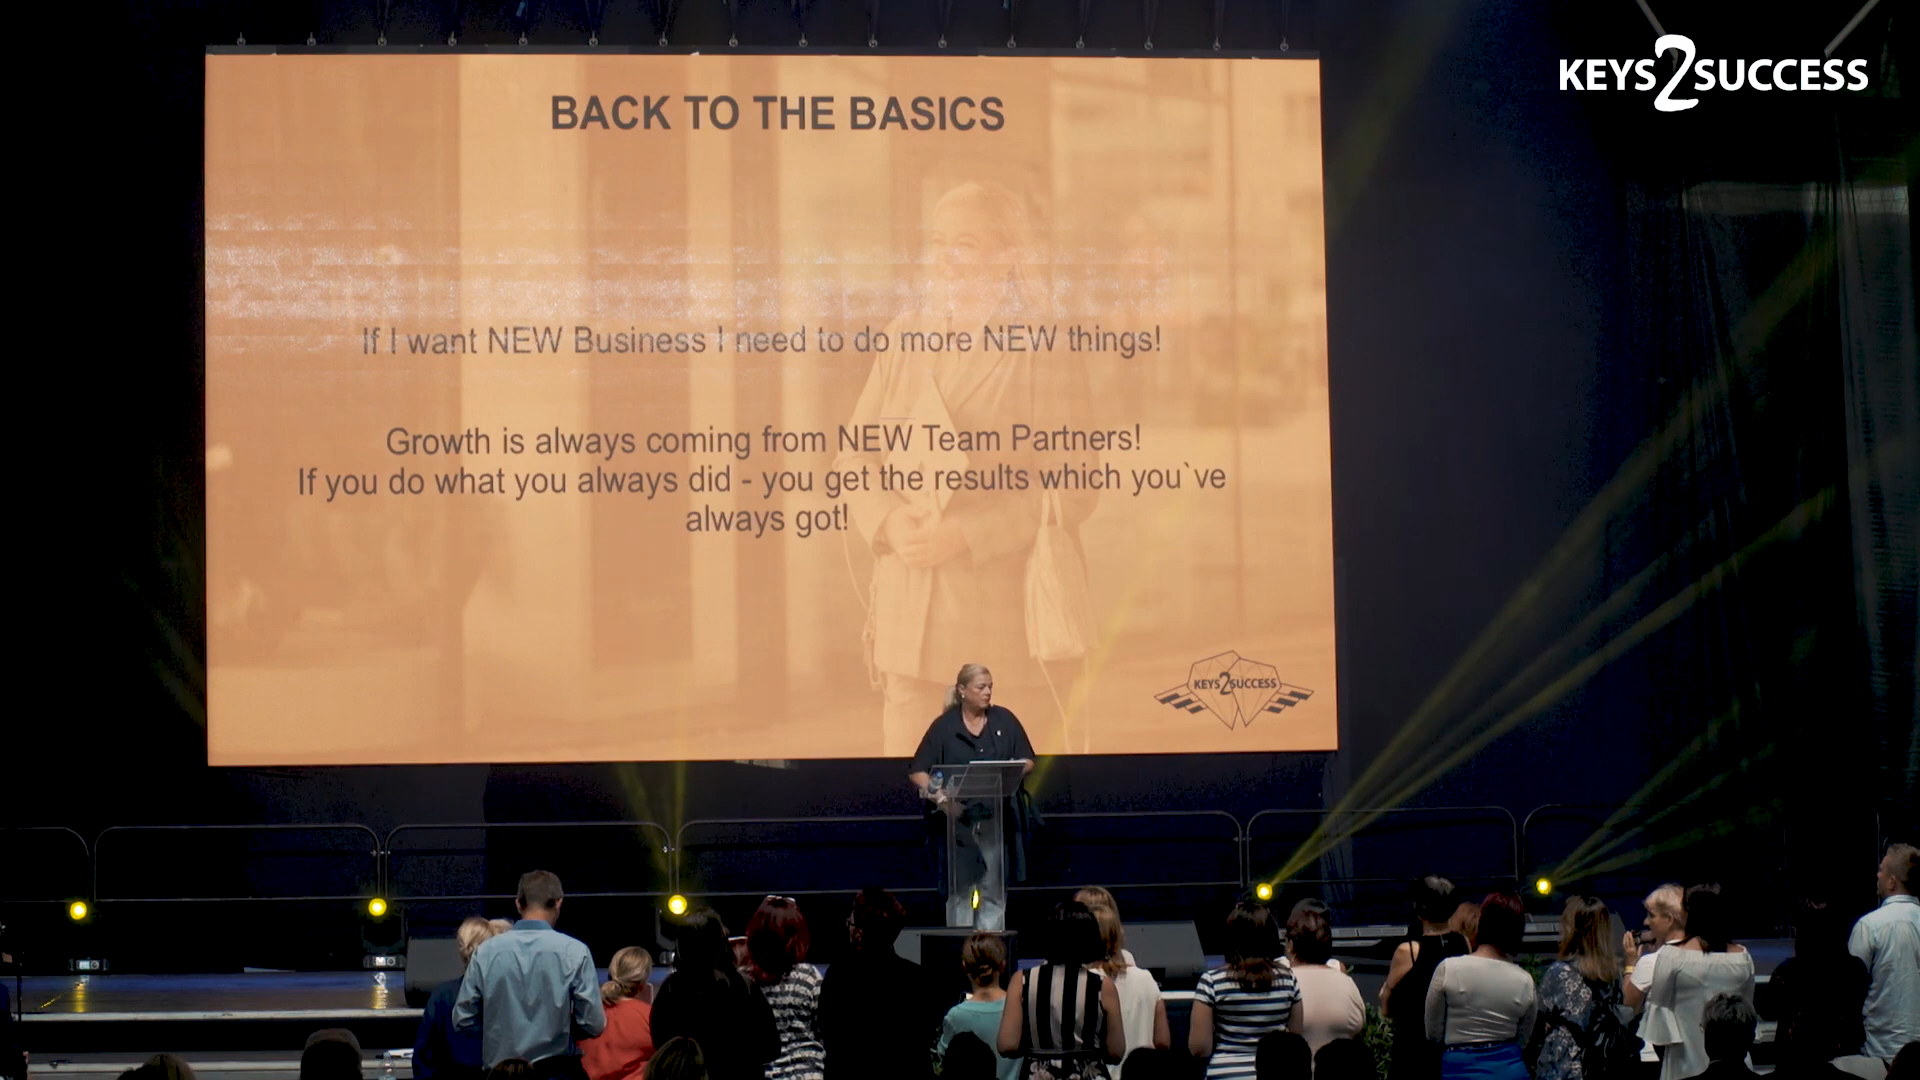 KEYS2SUCCESS
BACK TO THE BASICS
If I want NEW Business I need to do more NEW things!
Growth is always coming from NEW Team Partners!
If you do what you always did - you get the results which you`ve
always got!
KEYS2SUCCESS